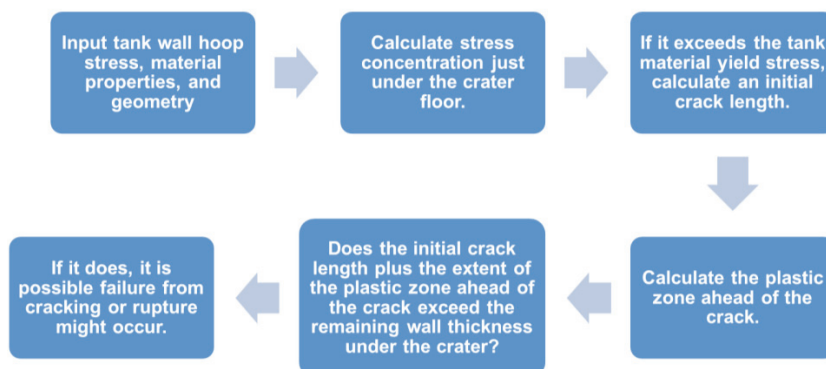 Input tank wall hoop
stress, material
properties, and
geometry
Calculate stress
concentration just
under the crater
floor.
If it exceeds the tank
material yield stress,
calculate an initial
crack length.
Calculate the plastic
zone ahead of the
crack.
Does the initial crack
length plus the extent of
the plastic zone ahead of
the crack exceed the
remaining wall thickness
under the crater?
If it does, it is
possible failure from
cracking or rupture
might occur.